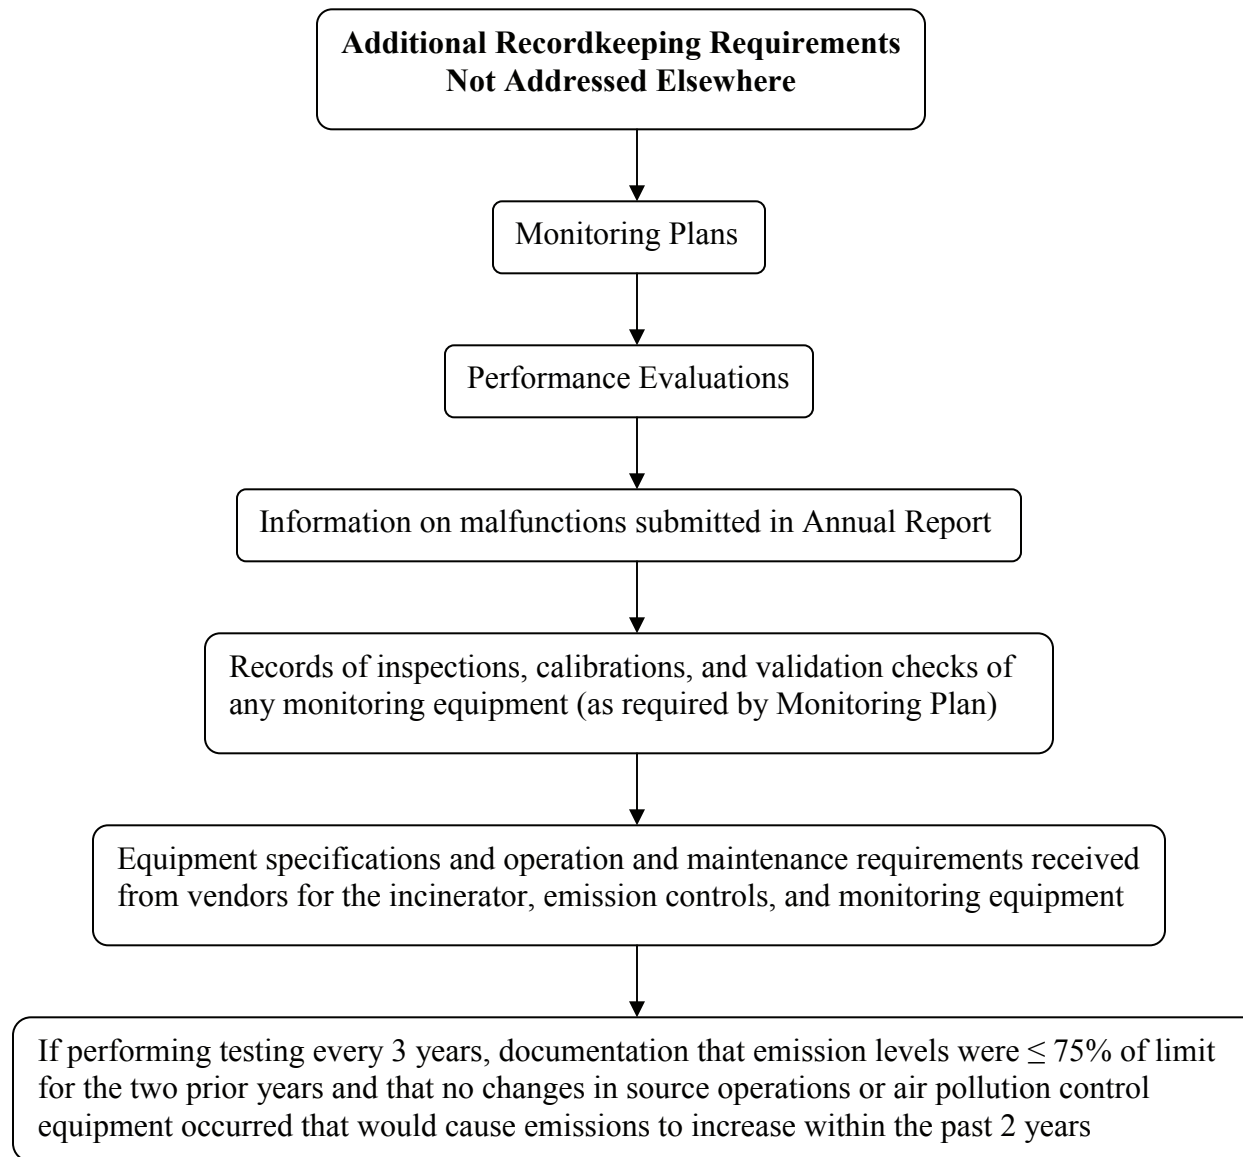 Additional Recordkeeping Requirements
Not Addressed Elsewhere
Monitoring Plans
Performance Evaluations
Information on malfunctions submitted in Annual Report
Records of inspections, calibrations, and validation checks of
any monitoring equipment (as required by Monitoring Plan)
Equipment specifications and operation and maintenance requirements received
from vendors for the incinerator, emission controls, and monitoring equipment
If performing testing every 3 years, documentation that emission levels were ≤ 75% of limit
for the two prior years and that no changes in source operations or air pollution control
equipment occurred that would cause emissions to increase within the past 2 years